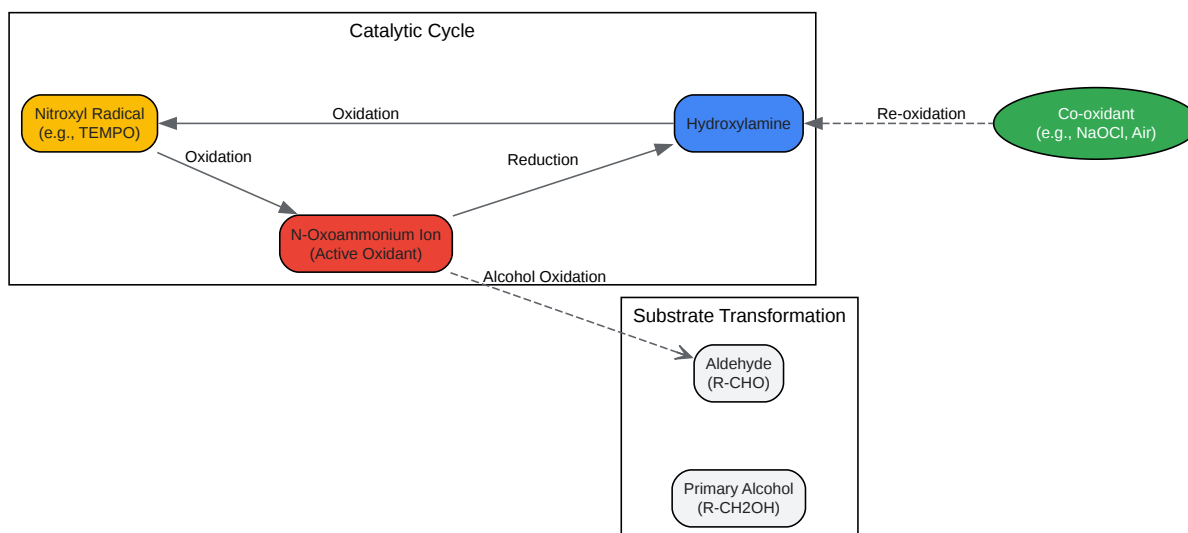 Catalytic Cycle
Nitroxyl Radical
(e.g., TEMPO)
Oxidation
Hydroxylamine
Re-oxidation
Co-oxidant
(e.g., NaOCl, Air)
Oxidation
Reduction
N-Oxoammonium Ion
(Active Oxidant)
Alcohol Oxidation
Substrate Transformation
Aldehyde
(R-CHO)
Primary Alcohol
(R-CH2OH)